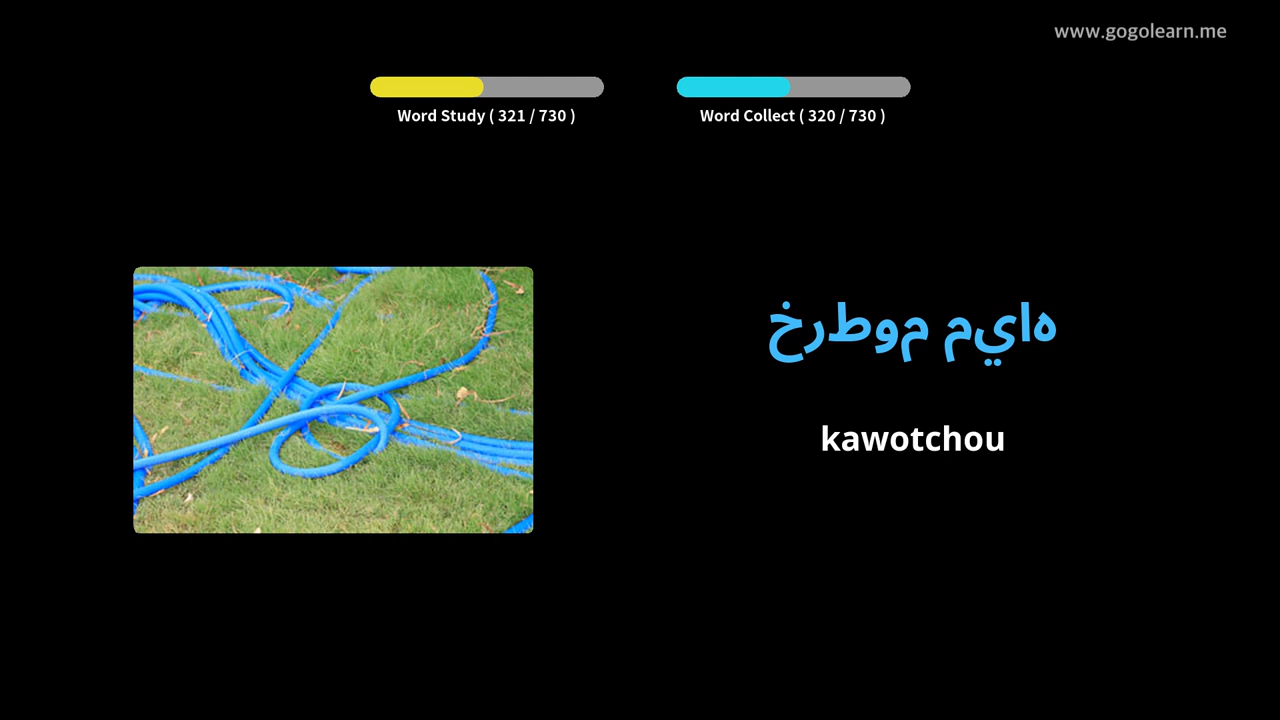 www.gogolearn.me
Word Study ( 321 / 730 )
Word Collect ( 320 / 730 )
خرطوم مياه
kawotchou